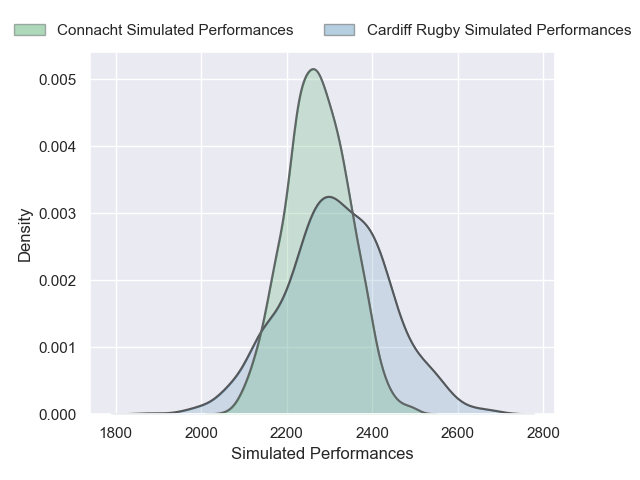 Connacht Simulated Performances
Cardiff Rugby Simulated Performances
0.005
0.004
0.003
0.002
0.001
0.000
Density
1800 2000 2200 2400 2600 2800
Simulated Performances